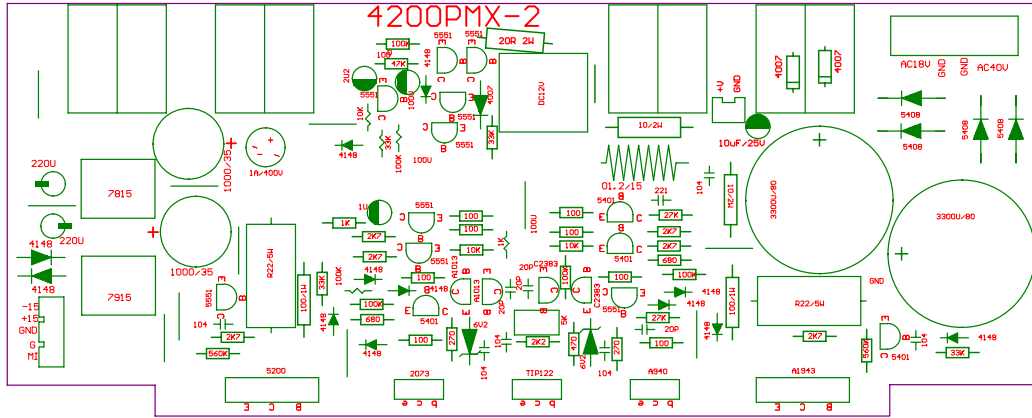 4200PMX-2
10U
100K
4148
5551
E
5551
E
20R 2W
47K
B
B
2U2
5551
E
C
C
100U
4007
DC12V
4007
4007
+V
GND
AC18V
GND
GND
AC40V
5408
5408
5408
5408
10K
33K
100K
4148
B
C
5551
B
100U
33K
10/2W
10uF/25V
220U
7815
1000/35
1A/400V
01.2/15
104
221
10/2W
3300U/80
3300U/80
220U
4148
4148
1000/35
1U
5551
C
E
B
1K
2K7
2K7
100
100
10K
1K
100U
100
100
10K
5401
C
E
B
5401
27K
2K7
2K7
680
7915
R22/5W
5551
E
B
C
104
2K7
560K
100/1W
33K
100K
4148
4148
4148
100
A1013
A1013
20P
20P
20P
C2383
C2383
100K
100
100K
4148
4148
100/1W
R22/5W
GND
100K
680
4148
5401
100
270
6V2
104
104
5K
2K2
470
6V2
104
270
5551
27K
20P
100
4148
2K7
560K
5401
E
B
C
104
4148
33K
-15
+15
GND
G
MI
5200
E C B
2073
b c e
TIP122
b c e
A940
b c e
A1943
E C B